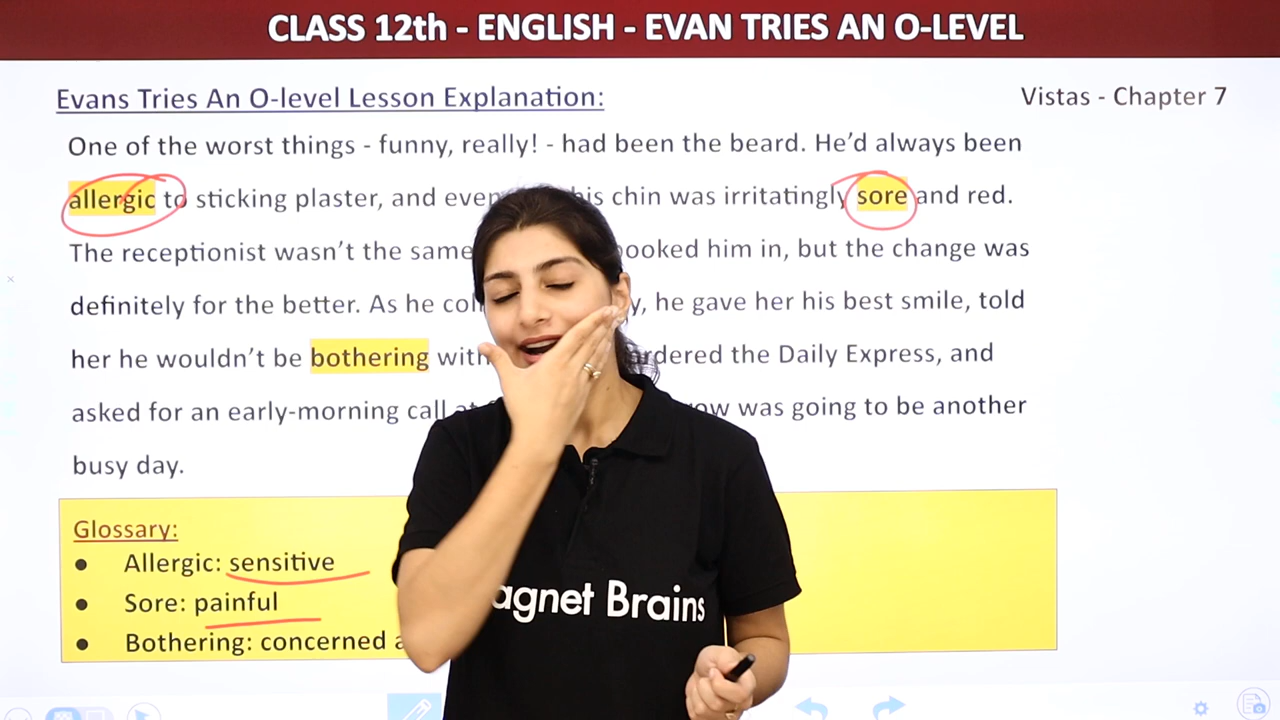 CLASS 12th - ENGLISH - EVAN TRIES AN O-LEVEL
Evans Tries An O-level Lesson Explanation:
Vistas - Chapter 7
One of the worst things - funny, really! - had been the beard. He’d always been
allergic to sticking plaster, and even his chin was irritatingly sore and red.
The receptionist wasn’t the same booked him in, but the change was
definitely for the better. As he he gave her his best smile, told
her he wouldn’t be bothering with the Daily Express, and
asked for an early-morning call was going to be another
busy day.
Glossary:
● Allergic: sensitive
● Sore: painful
● Bothering: concerned
agnet Brains